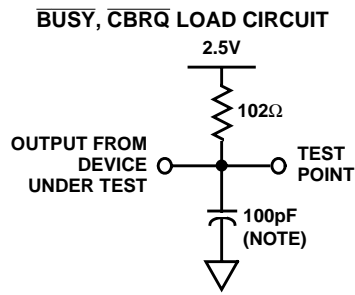 BUSY, CBRQ LOAD CIRCUIT
2.5V
102Ω
OUTPUT FROM
DEVICE
UNDER TEST
TEST
POINT
100pF
(NOTE)